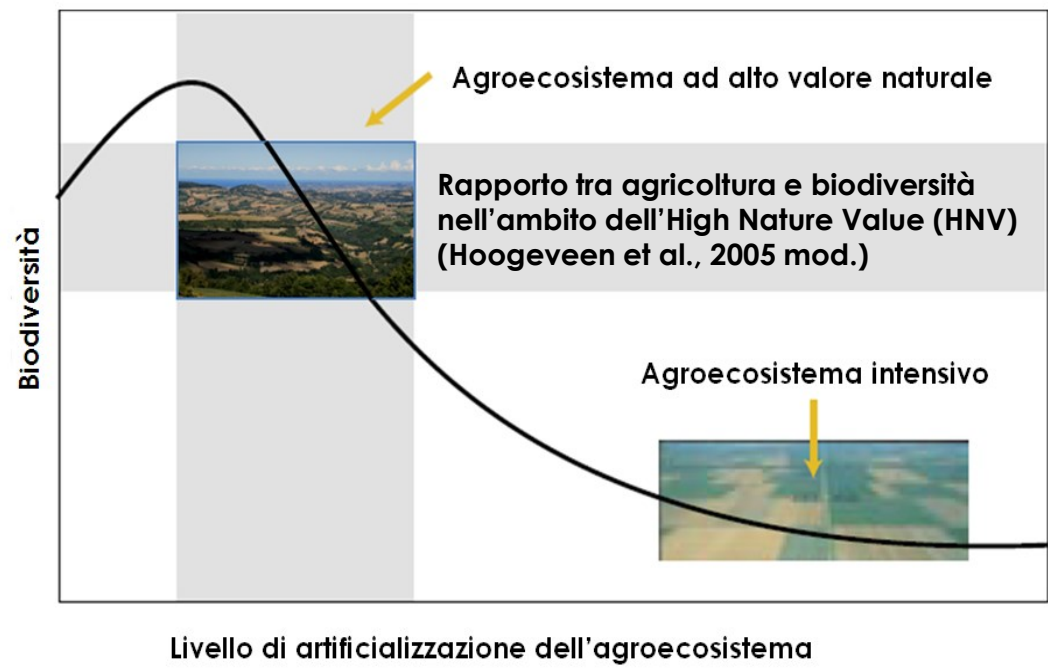 Agroecosistema ad alto valore naturale
Rapporto tra agricoltura e biodiversità
nell'ambito dell'High Nature Value (HNV)
(Hoogeveen et al., 2005 mod.)
Biodiversità
Agroecosistema intensivo
Livello di artificializzazione dell'agroecosistema